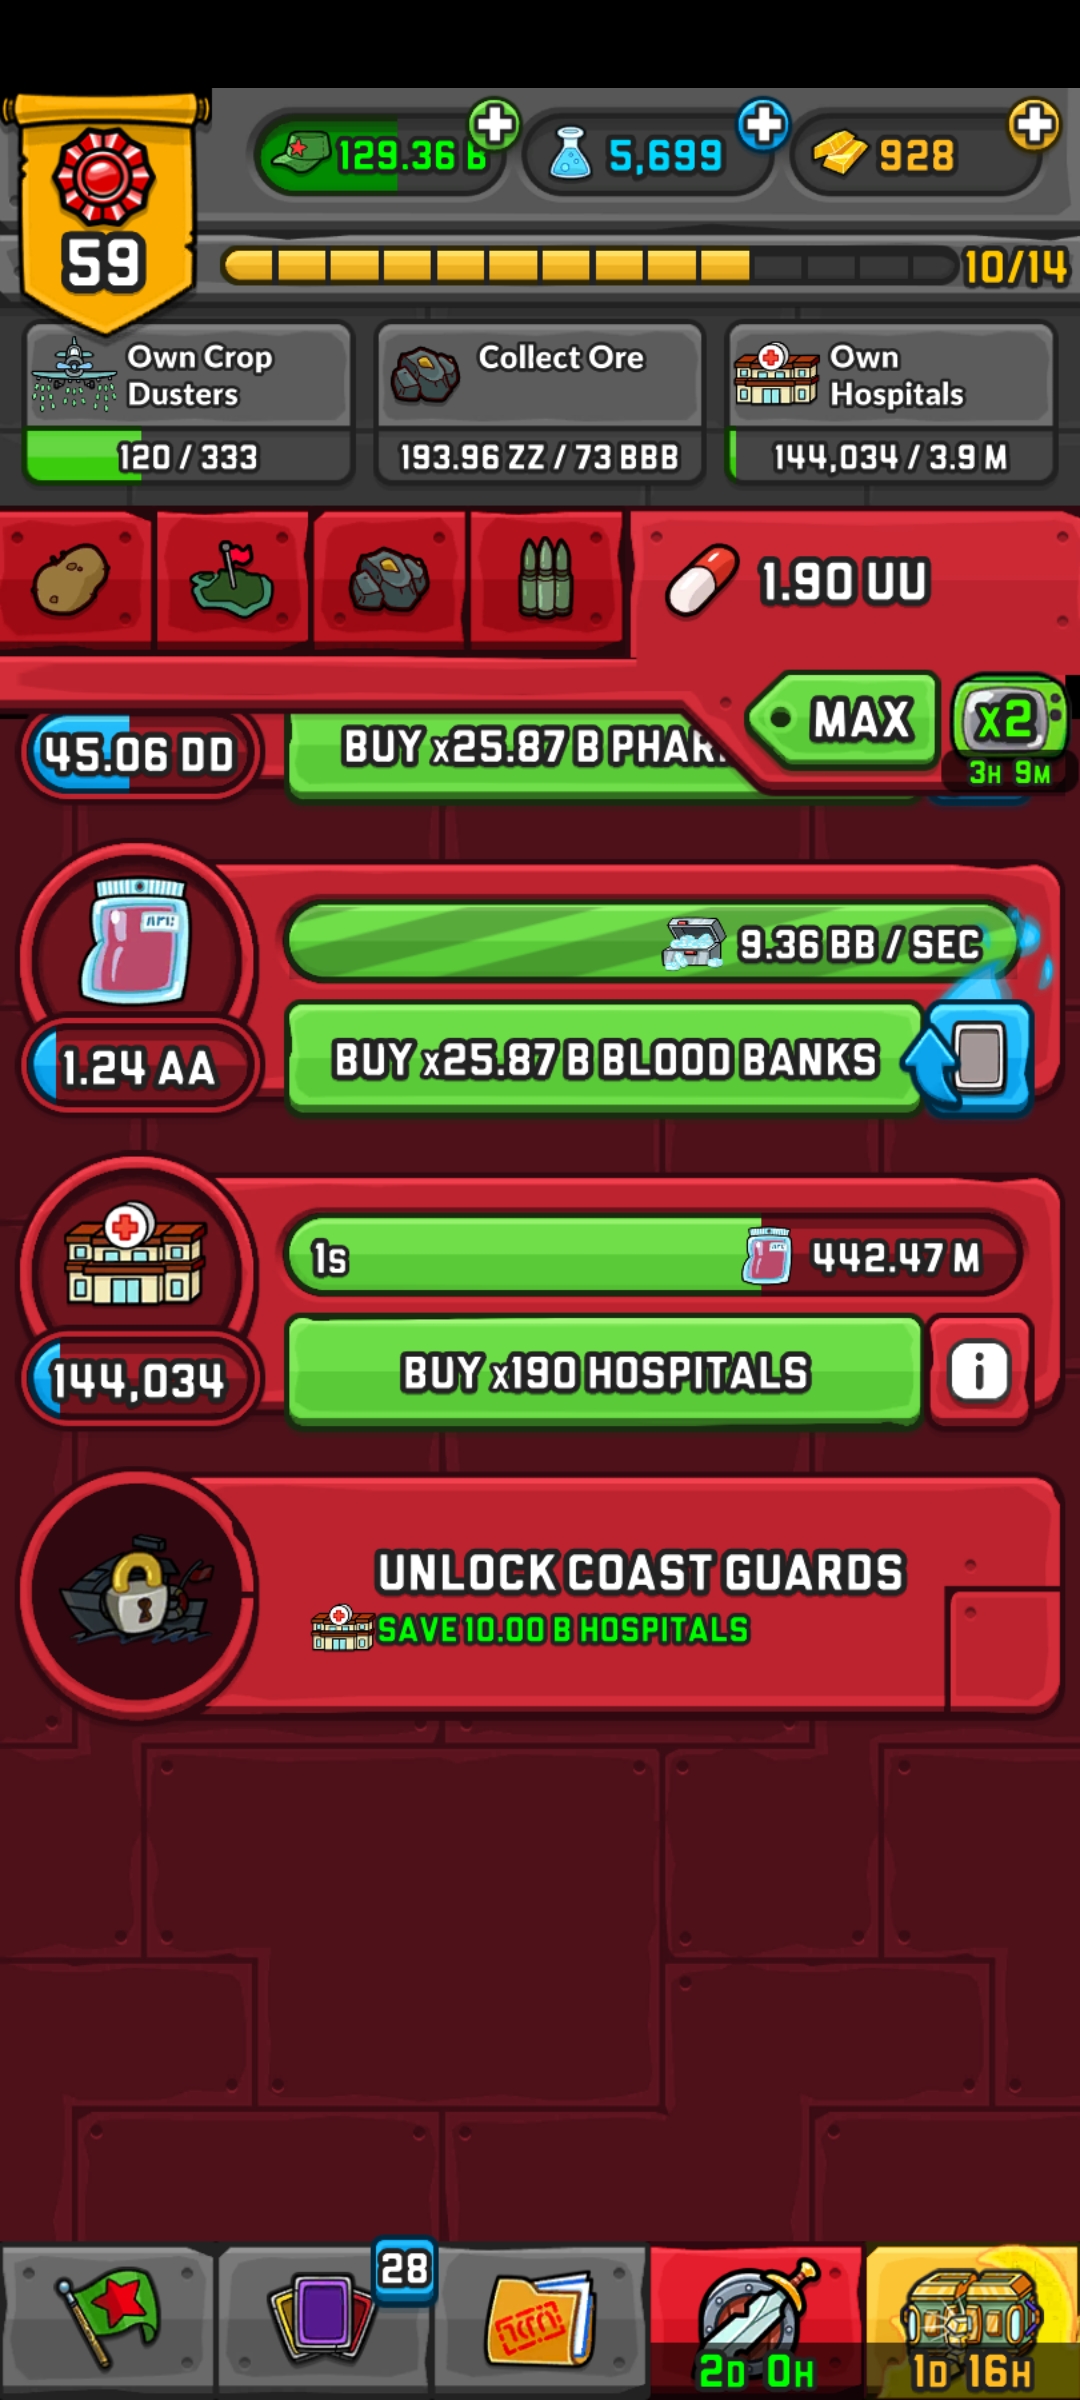 129.36 B
5,699
928
59
10/14
Own Crop
Dusters
120 / 333
Collect Ore
193.96 ZZ / 73 BBB
Own
Hospitals
144,034 / 3.9 M
1.90 UU
MAX
x2
3H 9M
45.06 DD
BUY x25.87 B
9.36 BB / SEC
1.24 AA
BUY x25.87 B BLOOD BANKS
1s
442.47 M
144,034
BUY x190 HOSPITALS
i
UNLOCK COAST GUARDS
SAVE 10.00 B HOSPITALS
28
2D 0H
1D 16H